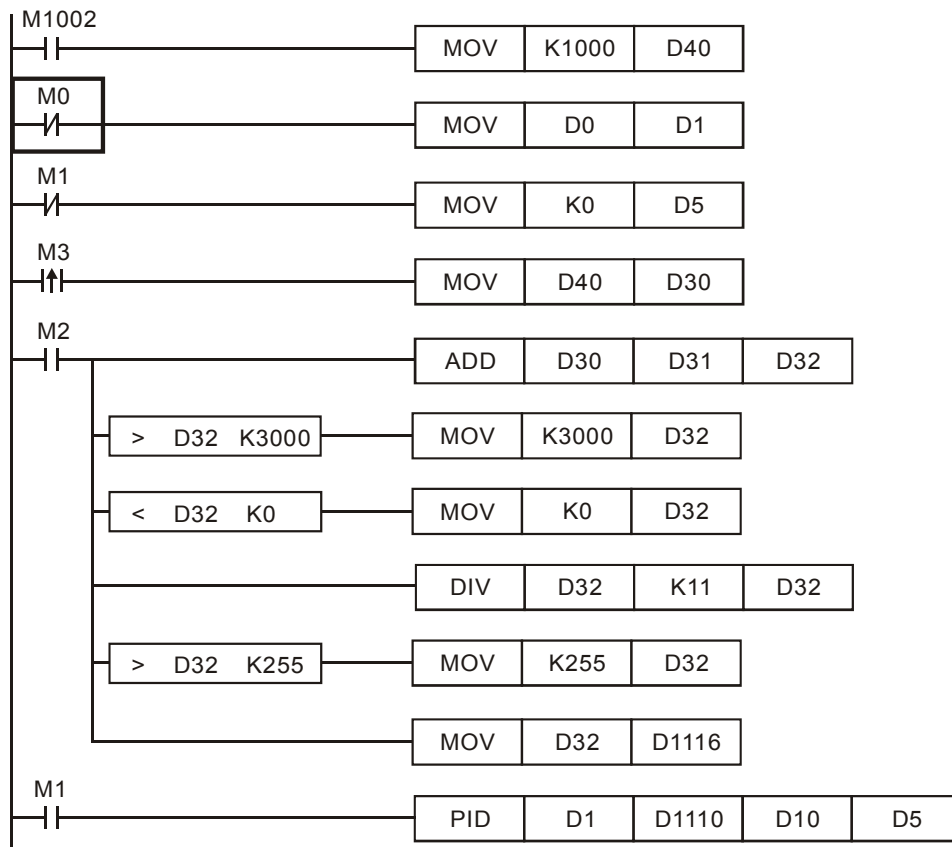 M1002
MOV K1000 D40
M0
MOV D0 D1
M1
MOV K0 D5
M3
MOV D40 D30
M2
ADD D30 D31 D32
> D32 K3000 MOV K3000 D32
< D32 K0 MOV K0 D32
DIV D32 K11 D32
> D32 K255 MOV K255 D32
MOV D32 D1116
M1
PID D1 D1110 D10 D5